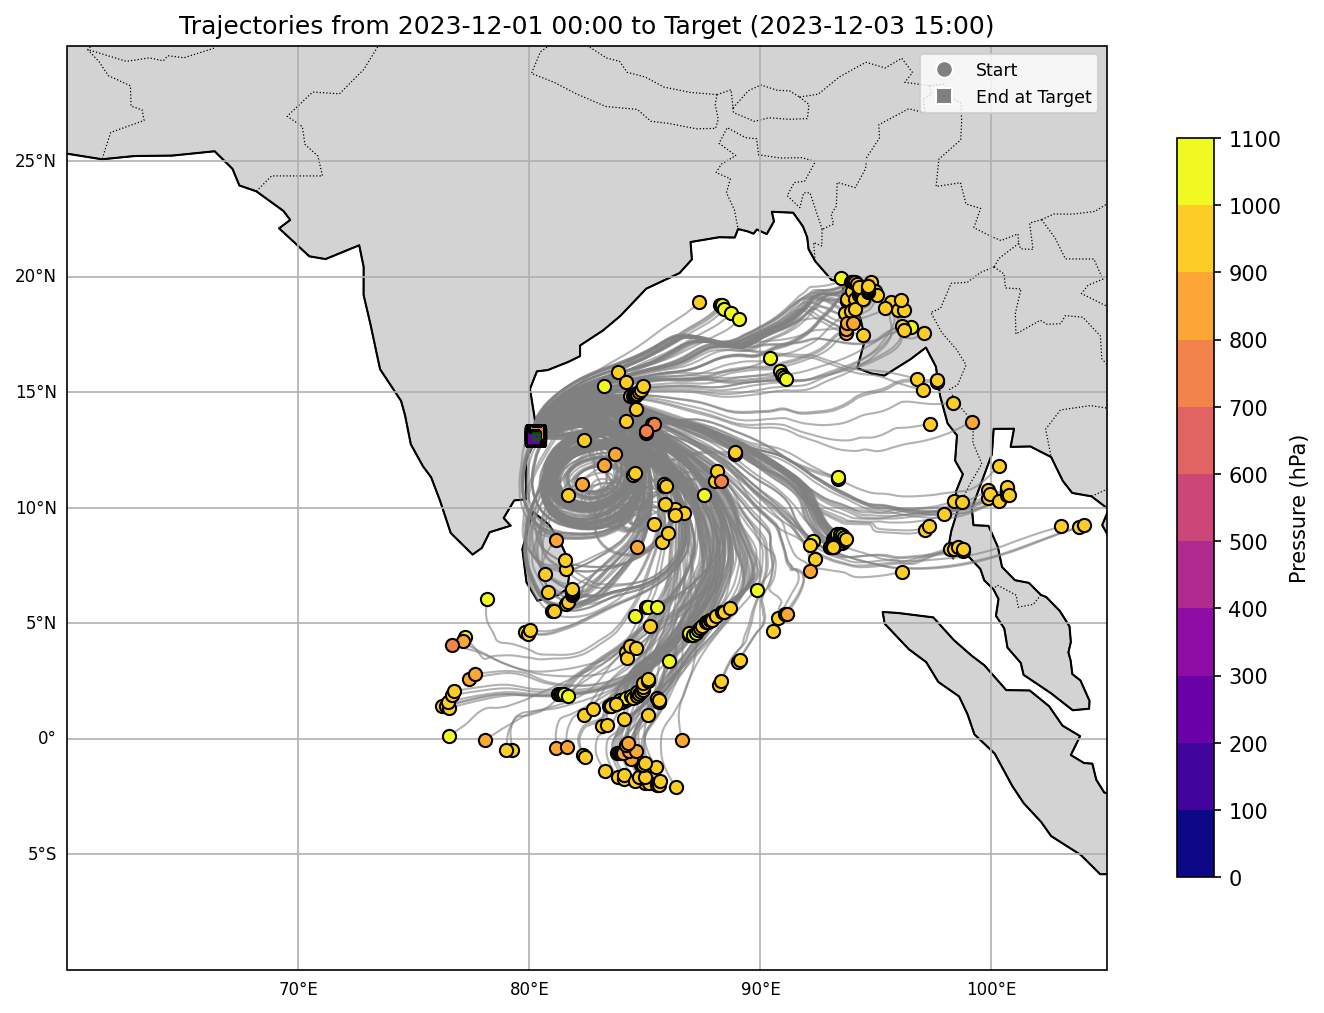 Trajectories from 2023-12-01 00:00 to Target (2023-12-03 15:00)
Start
End at Target
25°N
20°N
15°N
10°N
5°N
0°
5°S
70°E
80°E
90°E
100°E
1100
1000
900
800
700
600
500
400
300
200
100
0
Pressure (hPa)